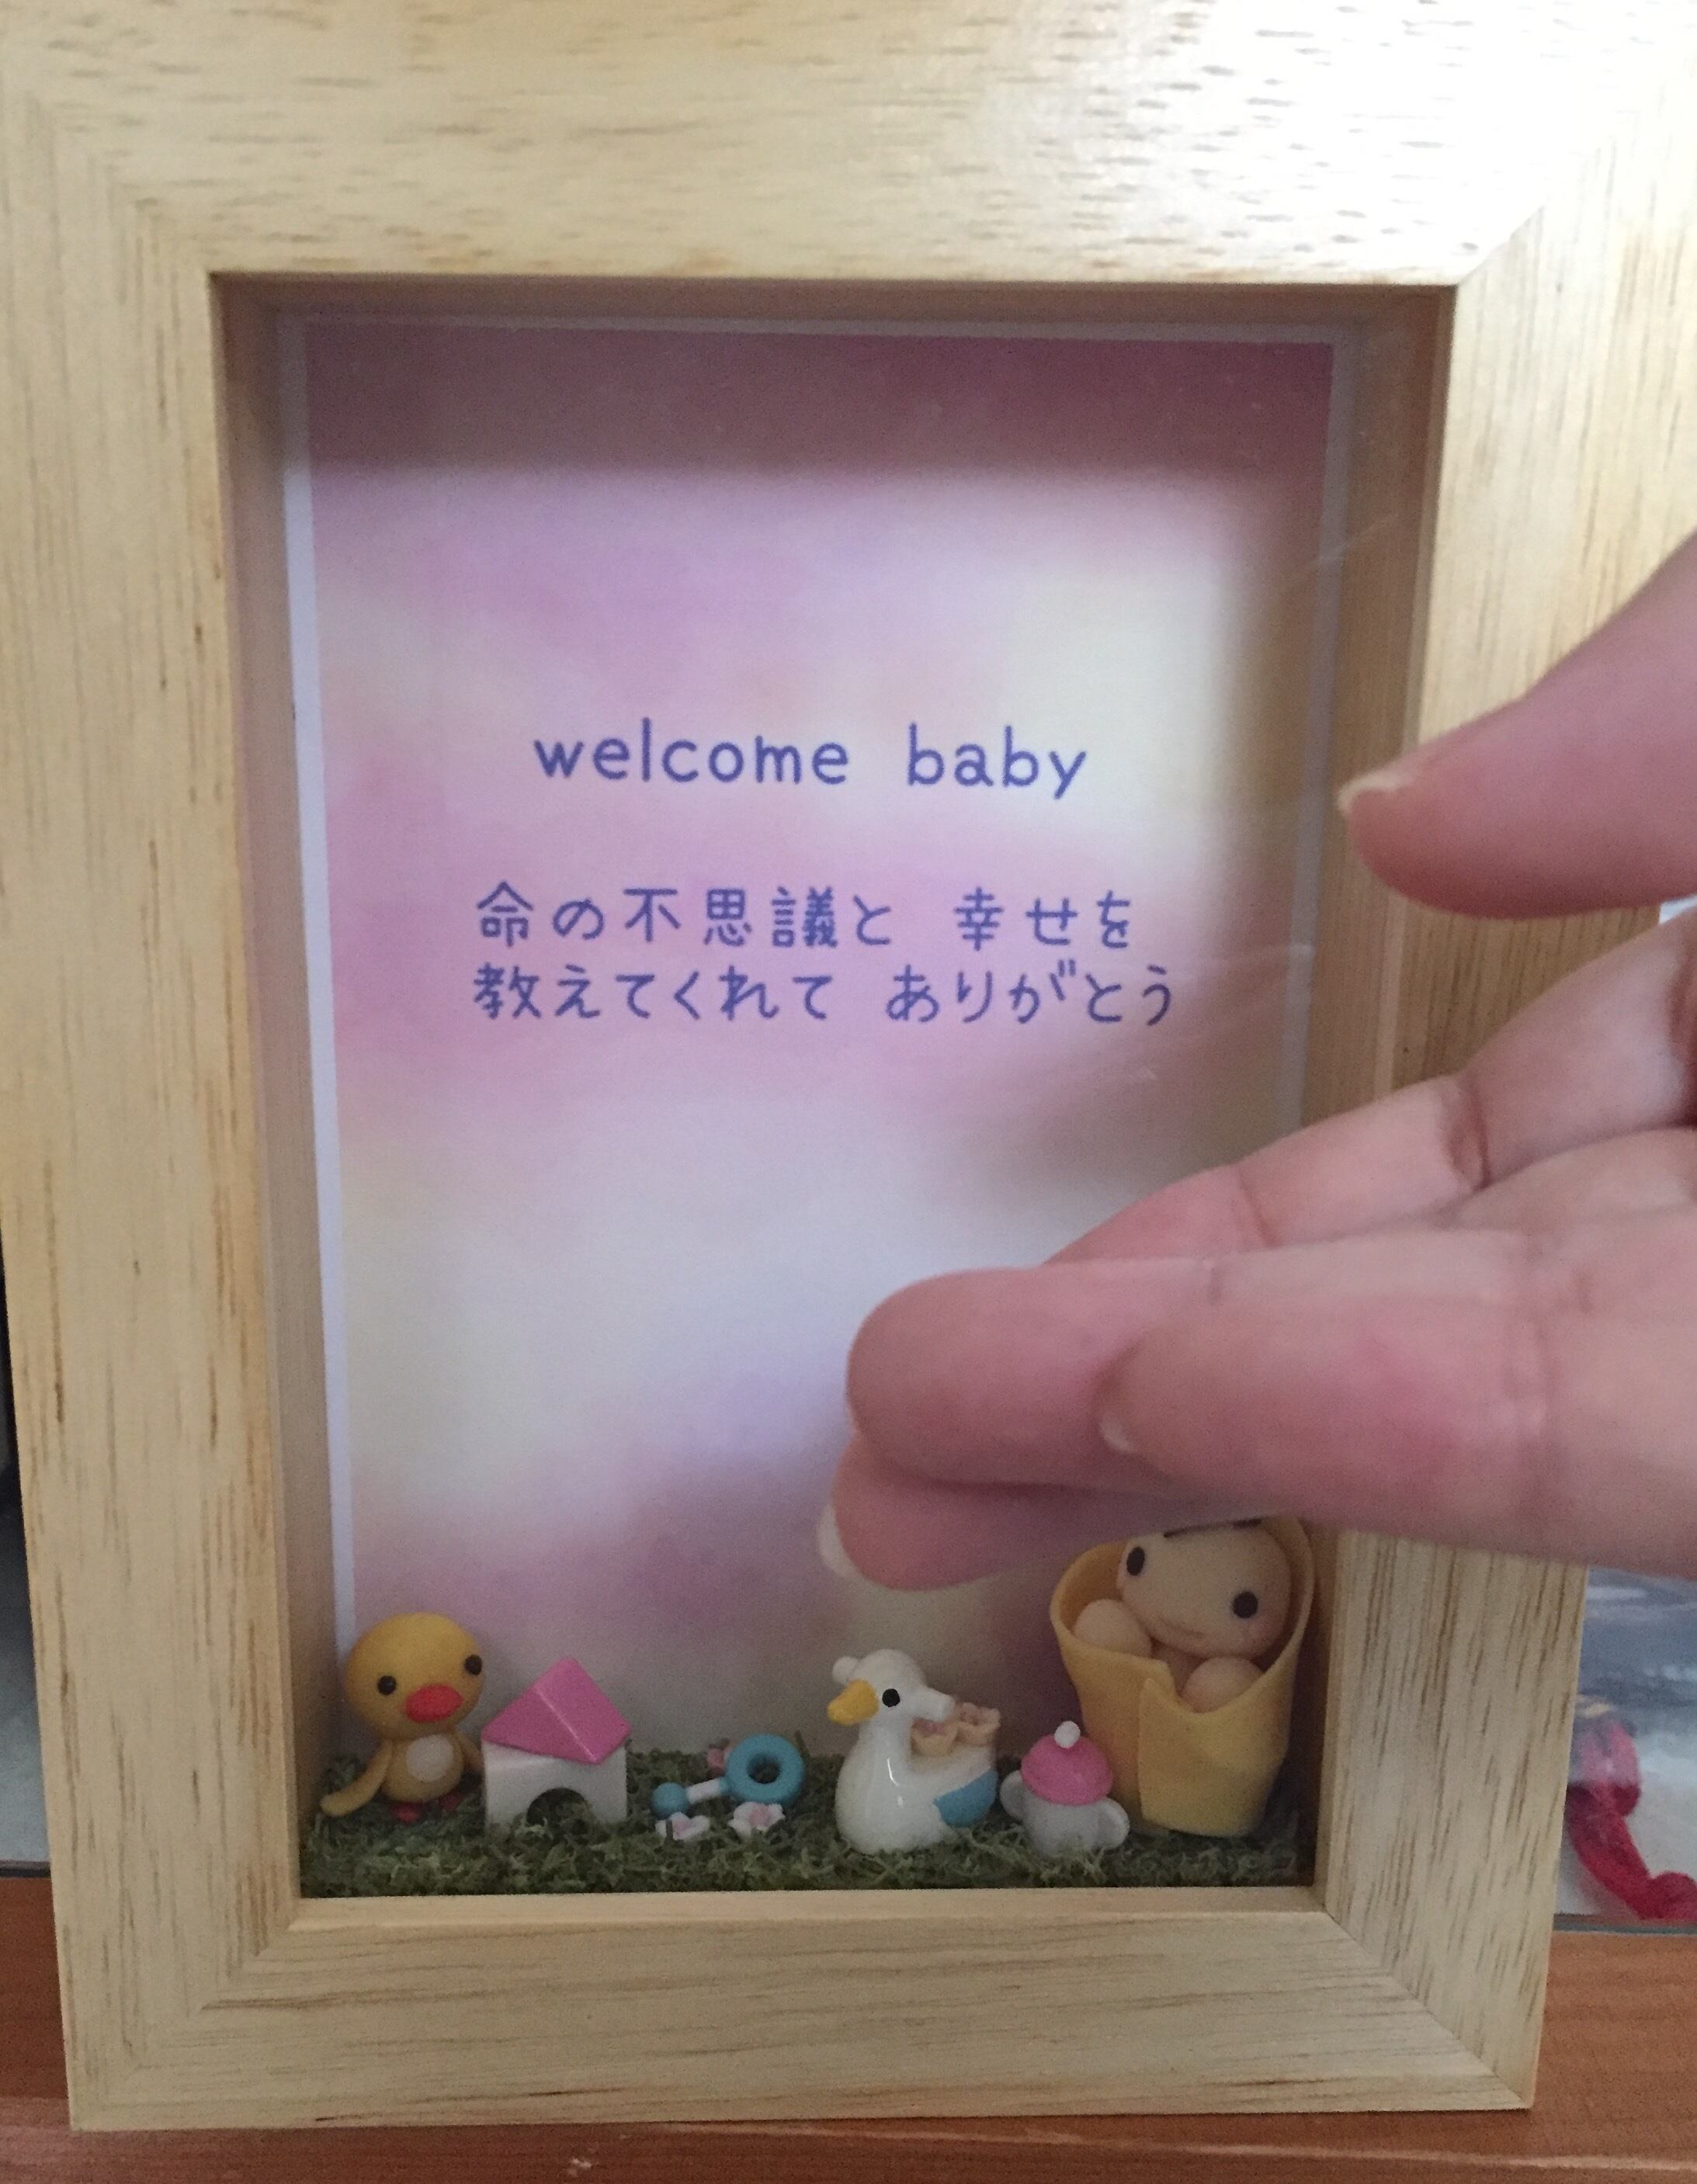 welcome baby
命の不思議と 幸せを
教えてくれて ありがとう